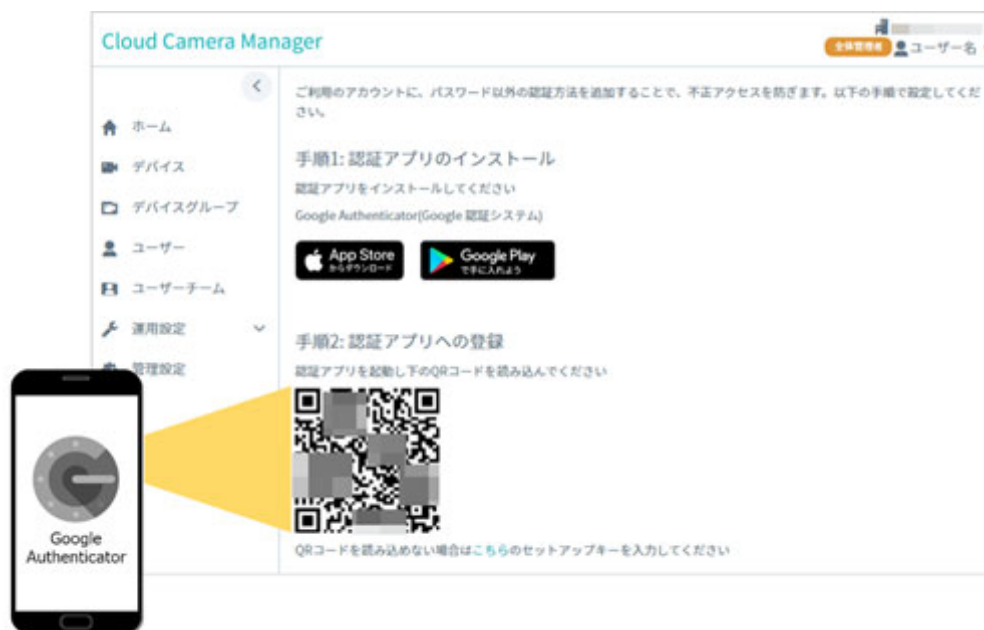 Cloud Camera Manager
全体管理者 ユーザー名
ご利用のアカウントに、パスワード以外の認証方法を追加することで、不正アクセスを防ぎます。以下の手順で設定してくだ
さい。
ホーム
デバイス
デバイスグループ
ユーザー
ユーザーチーム
運用設定
管理設定
手順1: 認証アプリのインストール
認証アプリをインストールしてください
Google Authenticator(Google 認証システム)
App Store
からダウンロード
Google Play
で手に入れよう
手順2: 認証アプリへの登録
認証アプリを起動し下のQRコードを読み込んでください
QRコードを読み込めない場合はこちらのセットアップキーを入力してください
Google
Authenticator